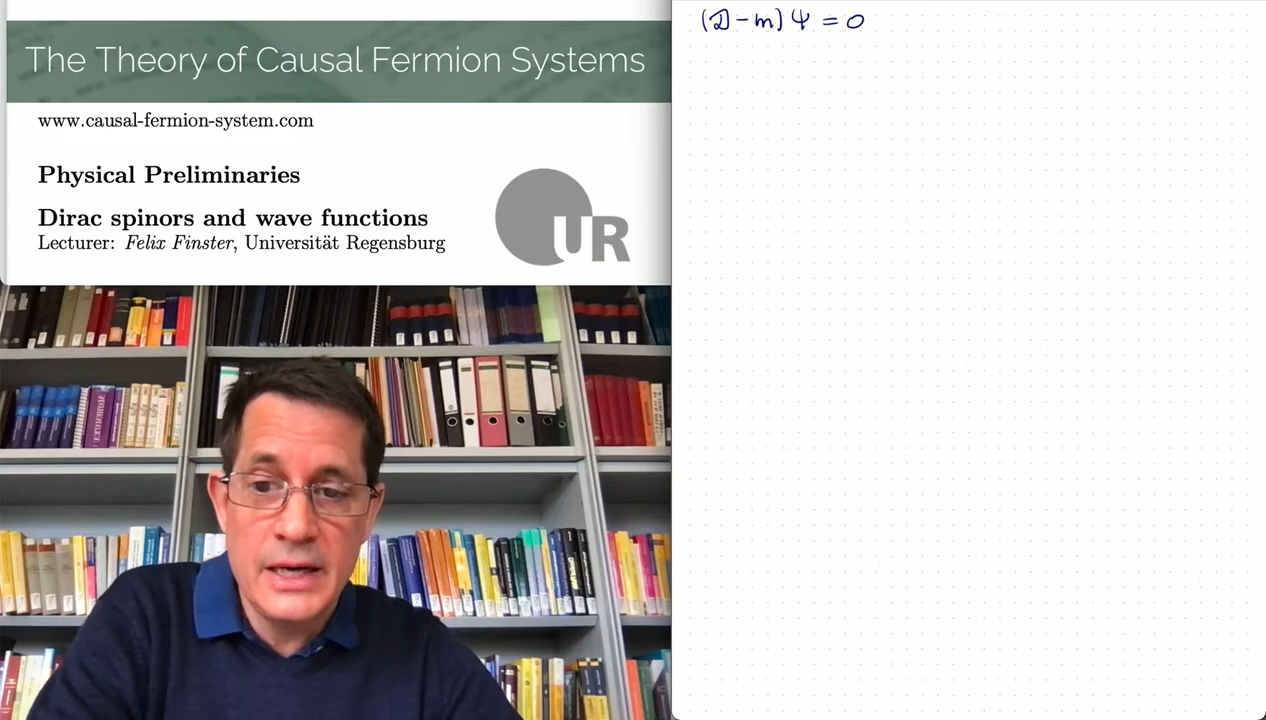 The Theory of Causal Fermion Systems
www.causal-fermion-system.com
Physical Preliminaries
Dirac spinors and wave functions
Lecturer: Felix Finster, Universität Regensburg
UR
(𝒟 - m) Ψ = 0